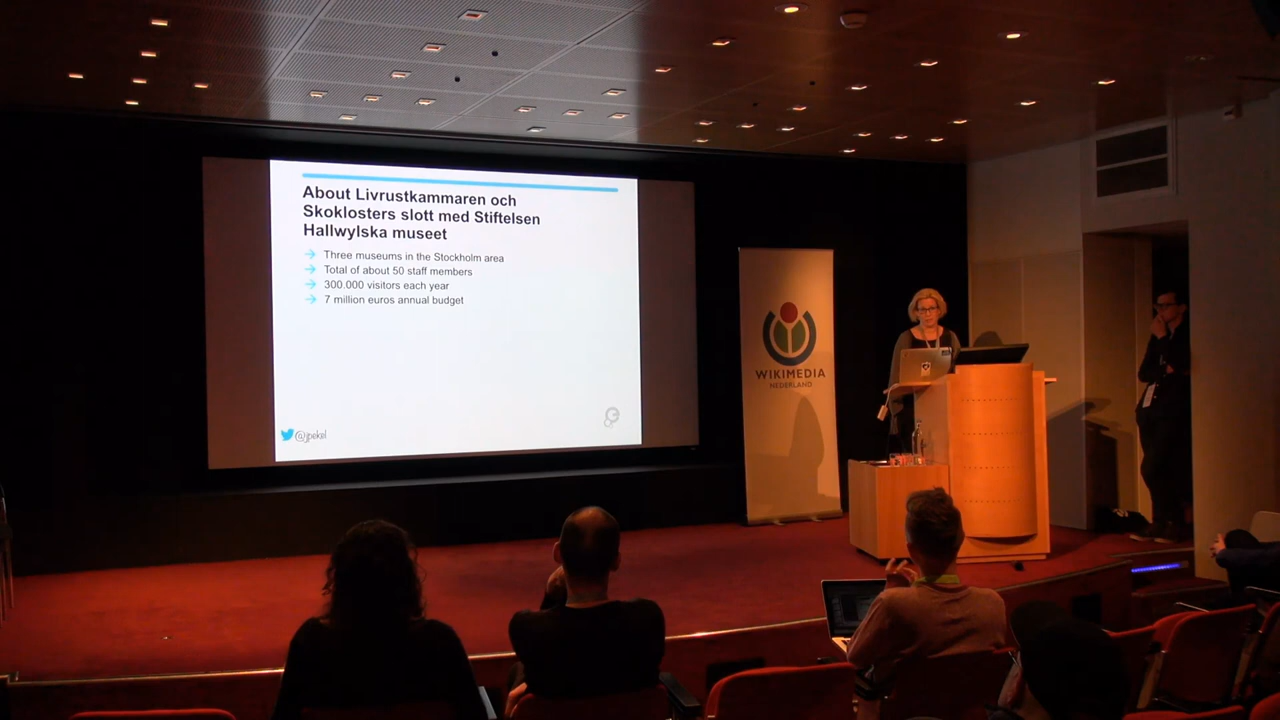 About Livrustkammaren och
Skoklosters slott med Stiftelsen
Hallwylska museet
Three museums in the Stockholm area
Total of about 50 staff members
300.000 visitors each year
7 million euros annual budget
@jpekel
WIKIMEDIA
NEDERLAND